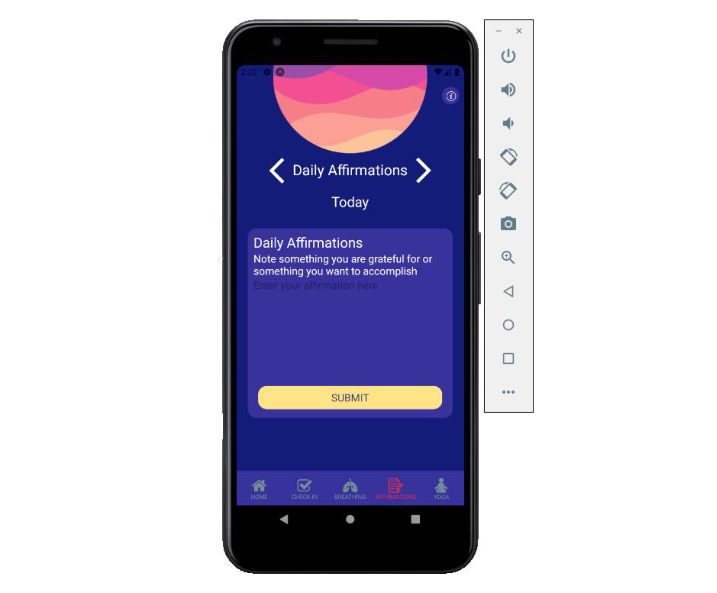 2:22
Daily Affirmations
Today
Daily Affirmations
Note something you are grateful for or
something you want to accomplish
Enter your affirmation here
SUBMIT
HOME
CHECK IN
BREATHING
AFFIRMATIONS
YOGA